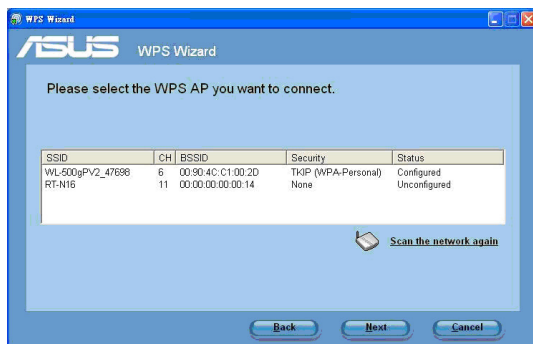 WPS Wizard
ASUS WPS Wizard
Please select the WPS AP you want to connect.
SSID CH BSSID Security Status
WL-500gPV2_47698 6 00:90:4C:C1:00:2D TKIP (WPA-Personal) Configured
RT-N16 11 00:00:00:00:00:14 None Unconfigured
Scan the network again
Back Next Cancel